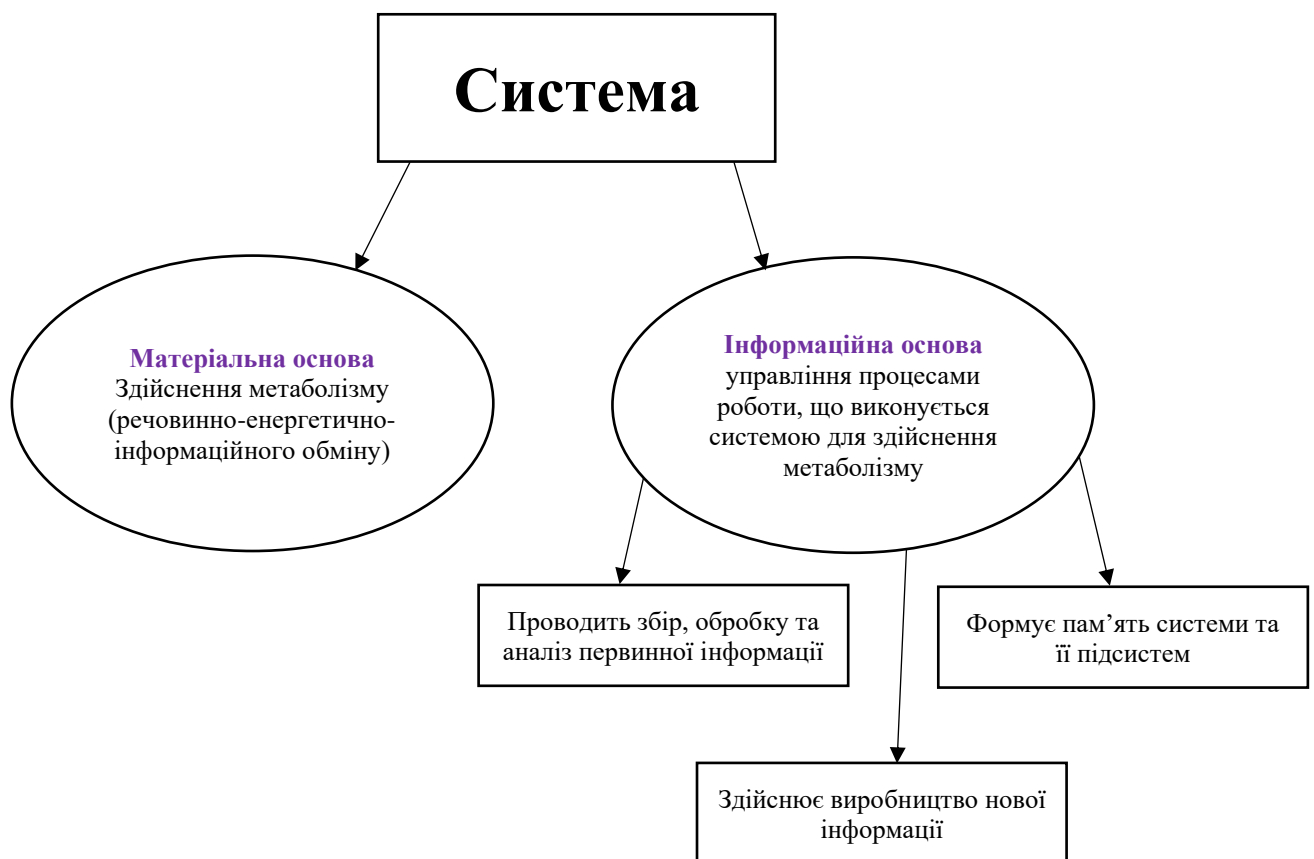 Система
Матеріальна основа
Здійснення метаболізму
(речовинно-енергетично-
інформаційного обміну)
Інформаційна основа
управління процесами
роботи, що виконується
системою для здійснення
метаболізму
Проводить збір, обробку та
аналіз первинної інформації
Формує пам’ять системи та
її підсистем
Здійснює виробництво нової
інформації